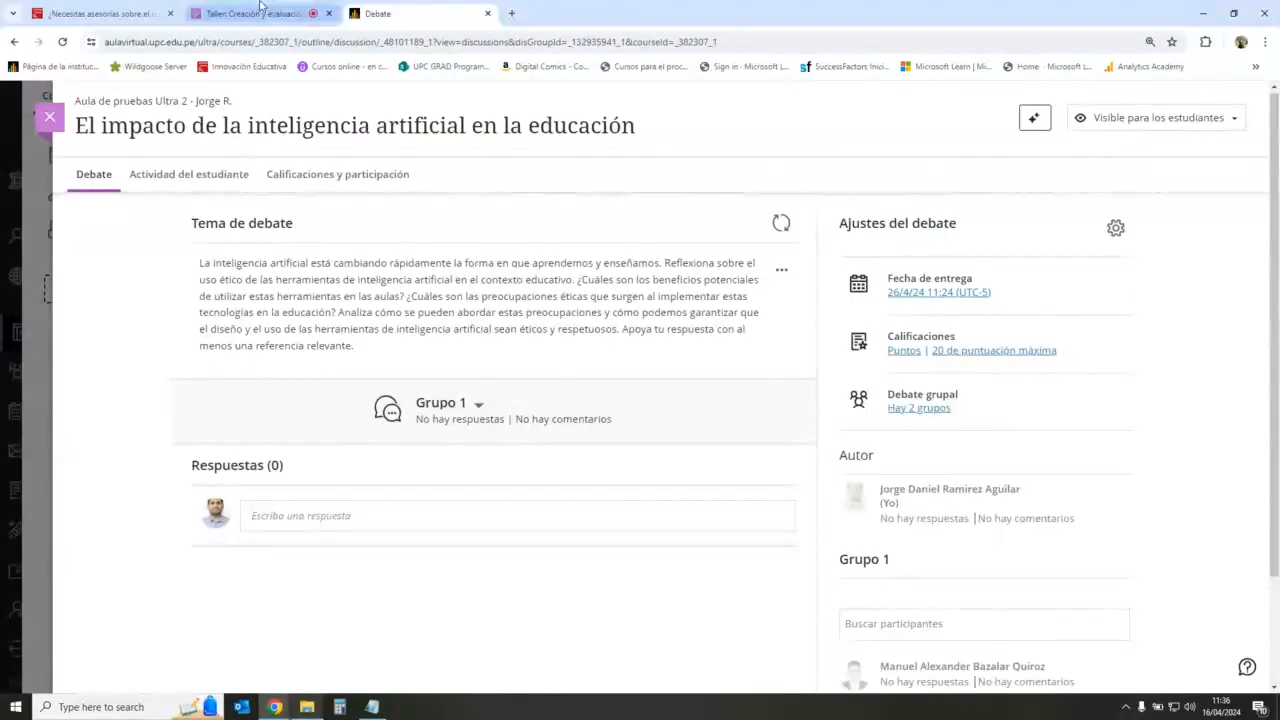 ¿Necesitas asesorías sobre el u
Taller: Creación y evaluació
Debate
aulavirtual.upc.edu.pe/ultra/courses/_382307_1/outline/discussion/_48101189_1?view=discussions&disGroupId=_132935941_1&courseId=_382307_1
Página de la instituc...
Wildgoose Server
Innovación Educativa
Cursos online - en c...
UPC GRAD Program...
Digital Comics - Co...
Cursos para el proc...
Sign in · Microsoft L...
SuccessFactors Inici...
Microsoft Learn | Mi...
Home · Microsoft L...
Analytics Academy
Aula de pruebas Ultra 2 - Jorge R.
El impacto de la inteligencia artificial en la educación
Visible para los estudiantes
Debate
Actividad del estudiante
Calificaciones y participación
Tema de debate
La inteligencia artificial está cambiando rápidamente la forma en que aprendemos y enseñamos. Reflexiona sobre el
uso ético de las herramientas de inteligencia artificial en el contexto educativo. ¿Cuáles son los beneficios potenciales
de utilizar estas herramientas en las aulas? ¿Cuáles son las preocupaciones éticas que surgen al implementar estas
tecnologías en la educación? Analiza cómo se pueden abordar estas preocupaciones y cómo podemos garantizar que
el diseño y el uso de las herramientas de inteligencia artificial sean éticos y respetuosos. Apoya tu respuesta con al
menos una referencia relevante.
Grupo 1
No hay respuestas | No hay comentarios
Respuestas (0)
Escriba una respuesta
Ajustes del debate
Fecha de entrega
26/4/24 11:24 (UTC-5)
Calificaciones
Puntos | 20 de puntuación máxima
Debate grupal
Hay 2 grupos
Autor
Jorge Daniel Ramirez Aguilar
(Yo)
No hay respuestas | No hay comentarios
Grupo 1
Buscar participantes
Manuel Alexander Bazalar Quiroz
No hay respuestas | No hay comentarios
Type here to search
11:36
16/04/2024